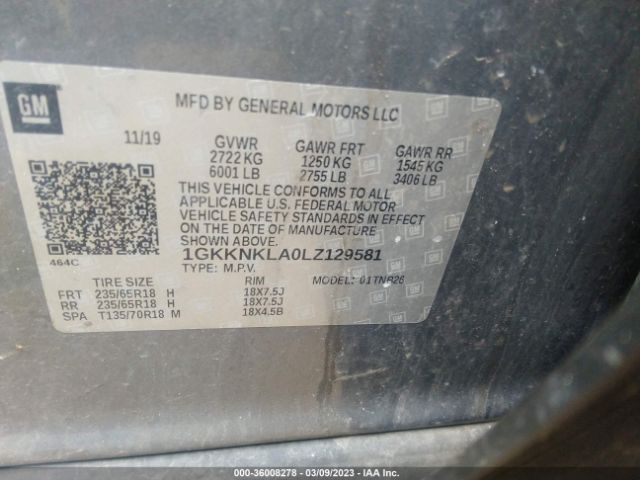 GM
MFD BY GENERAL MOTORS LLC
11/19 GVWR GAWR FRT GAWR RR
2722 KG 1250 KG 1545 KG
6001 LB 2755 LB 3406 LB
THIS VEHICLE CONFORMS TO ALL
APPLICABLE U.S. FEDERAL MOTOR
VEHICLE SAFETY STANDARDS IN EFFECT
ON THE DATE OF MANUFACTURE
SHOWN ABOVE.
464C
1GKKNKLA0LZ129581
TYPE: M.P.V. MODEL: 01TNB26
TIRE SIZE RIM
FRT 235/65R18 H 18X7.5J
RR 235/65R18 H 18X7.5J
SPA T135/70R18 M 18X4.5B
000-36008278 - 03/09/2023 - IAA Inc.